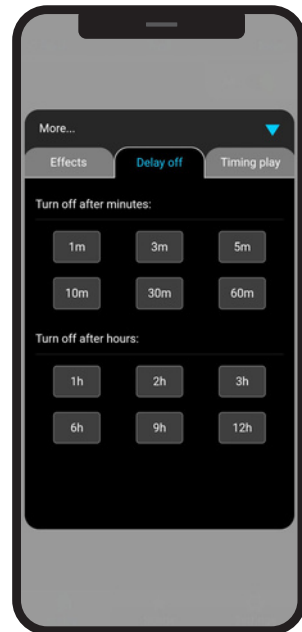 More...
Effects Delay off Timing play
Turn off after minutes:
1m 3m 5m
10m 30m 60m
Turn off after hours:
1h 2h 3h
6h 9h 12h